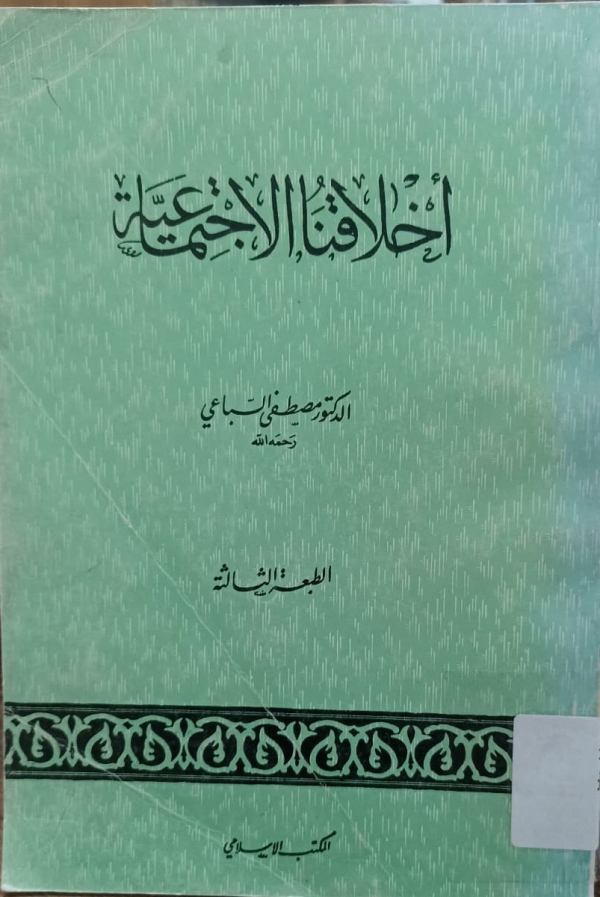 أخلاقنا الاجتماعية
الدكتور مصطفى السباعي
رحمه الله
الطبعة الثالثة
المكتب الإسلامي